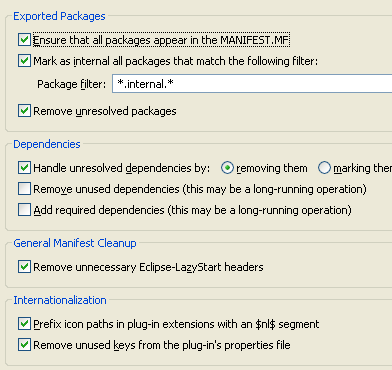 Exported Packages
Ensure that all packages appear in the MANIFEST.MF
Mark as internal all packages that match the following filter:
Package filter: *.internal.*
Remove unresolved packages
Dependencies
Handle unresolved dependencies by: removing them marking
Remove unused dependencies (this may be a long-running operation)
Add required dependencies (this may be a long-running operation)
General Manifest Cleanup
Remove unnecessary Eclipse-LazyStart headers
Internationalization
Prefix icon paths in plug-in extensions with an $nl$ segment
Remove unused keys from the plug-in's properties file